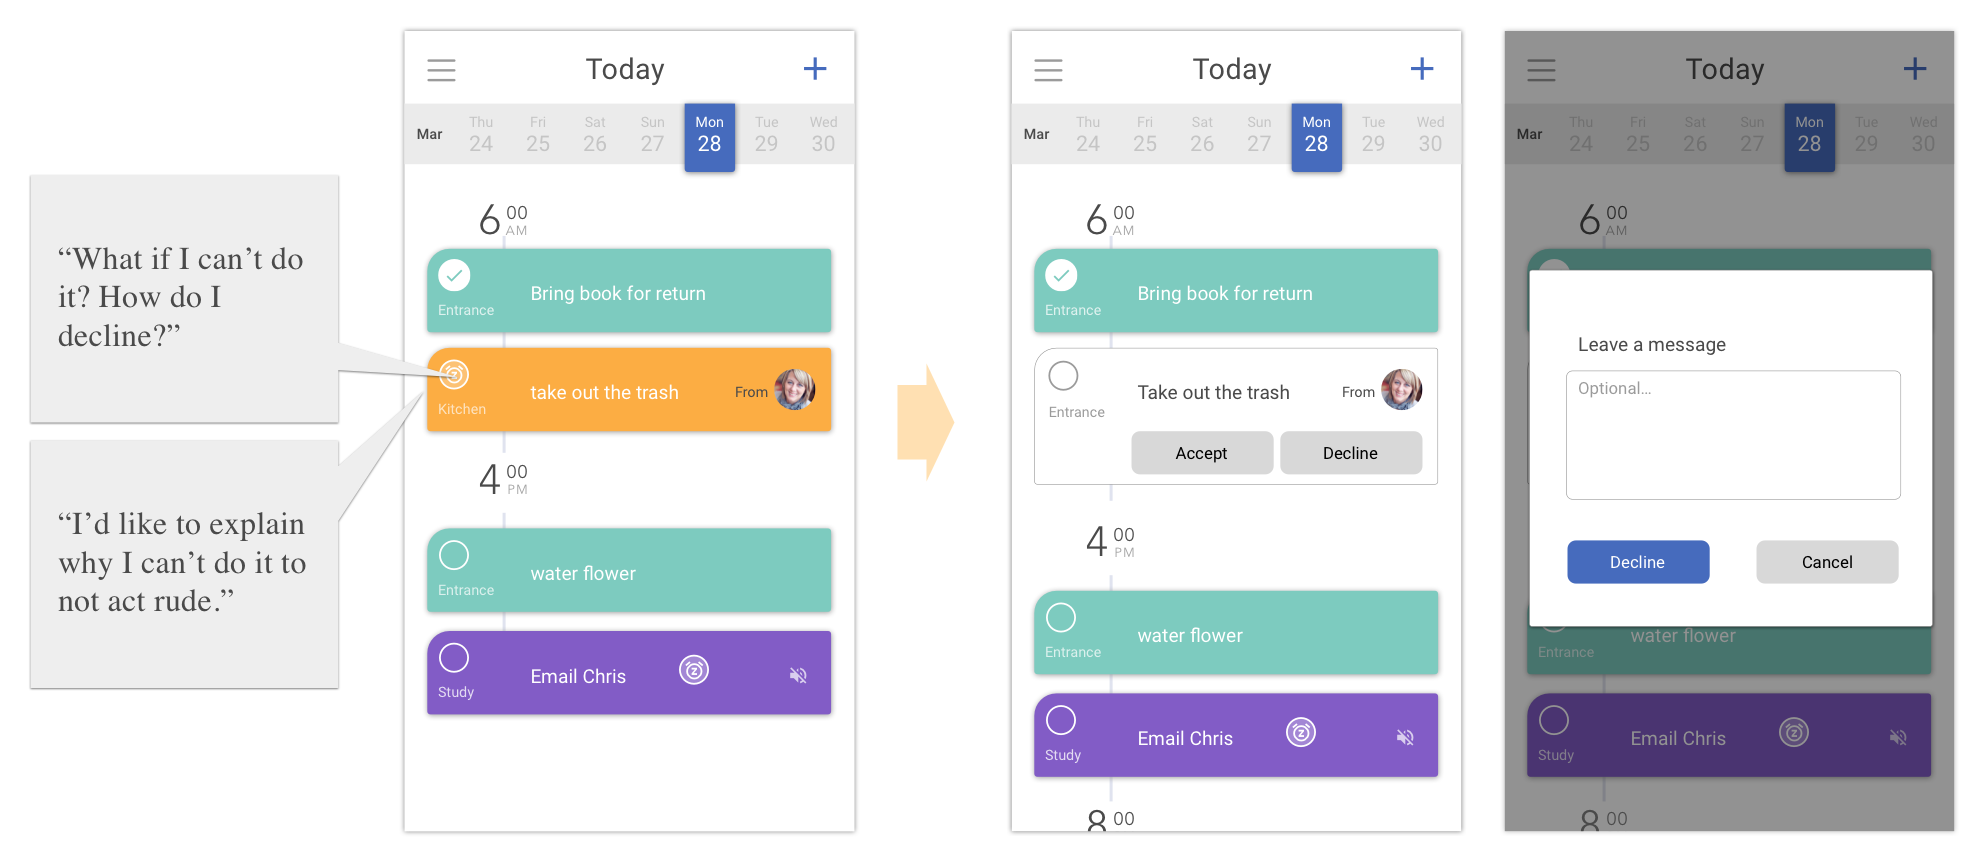 “What if I can’t do
it? How do I
decline?”
“I’d like to explain
why I can’t do it to
not act rude.”
Today
Mar
Thu Fri Sat Sun Mon Tue Wed
24 25 26 27 28 29 30
6 00
AM
Bring book for return
Entrance
take out the trash From
Kitchen
4 00
PM
water flower
Entrance
Email Chris
Study
Today
Mar
Thu Fri Sat Sun Mon Tue Wed
24 25 26 27 28 29 30
6 00
AM
Bring book for return
Entrance
Take out the trash From
Entrance
Accept Decline
4 00
PM
water flower
Entrance
Email Chris
Study
8 00
Today
Mar
Thu Fri Sat Sun Mon Tue Wed
24 25 26 27 28 29 30
6 00
AM
Leave a message
Optional...
Decline Cancel
water flower
Entrance
Email Chris
Study
8 00